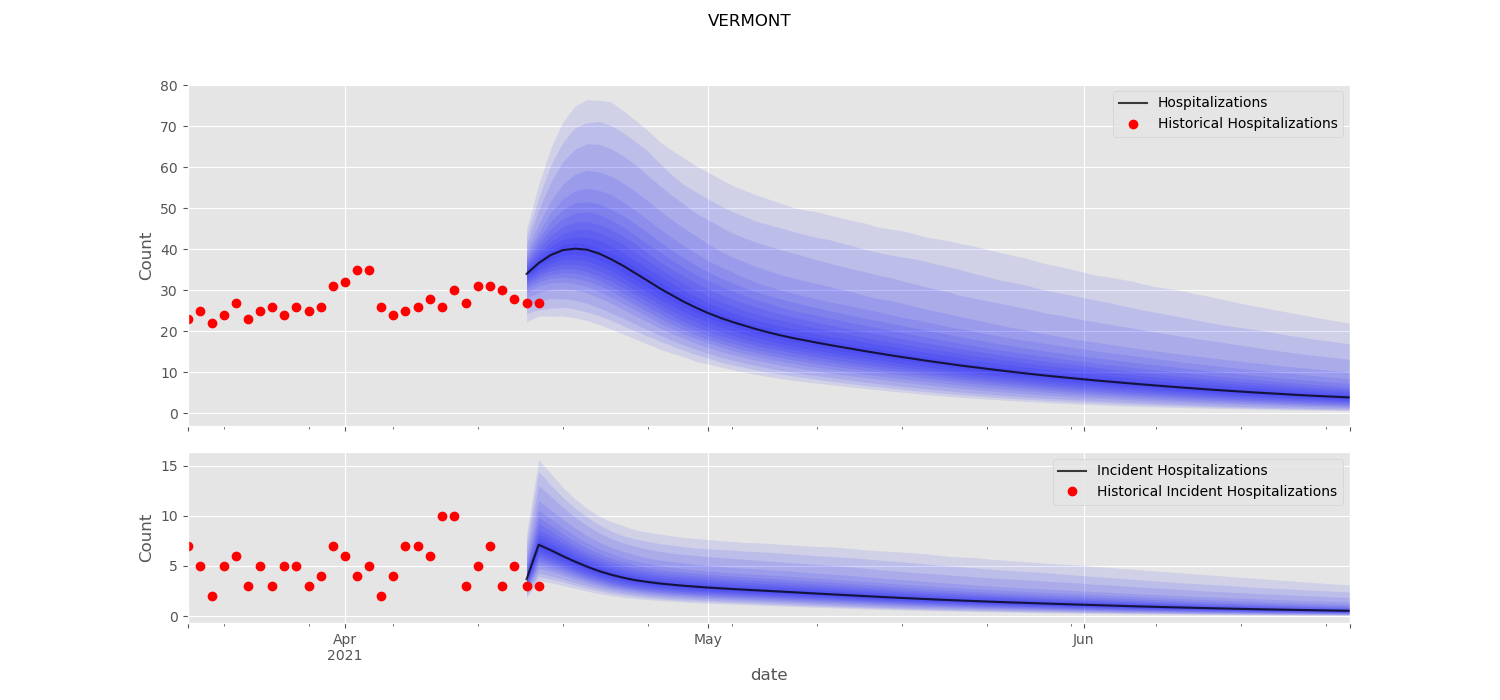 VERMONT
80
70
60
50
40
30
20
10
0
Count
Hospitalizations
Historical Hospitalizations
15
10
5
0
Count
Incident Hospitalizations
Historical Incident Hospitalizations
Apr
2021
May
Jun
date